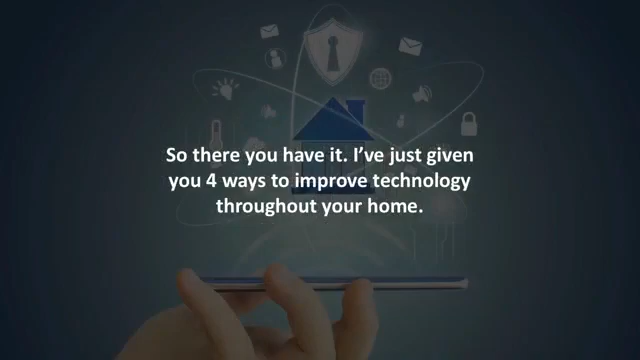 So there you have it. I’ve just given
you 4 ways to improve technology
throughout your home.